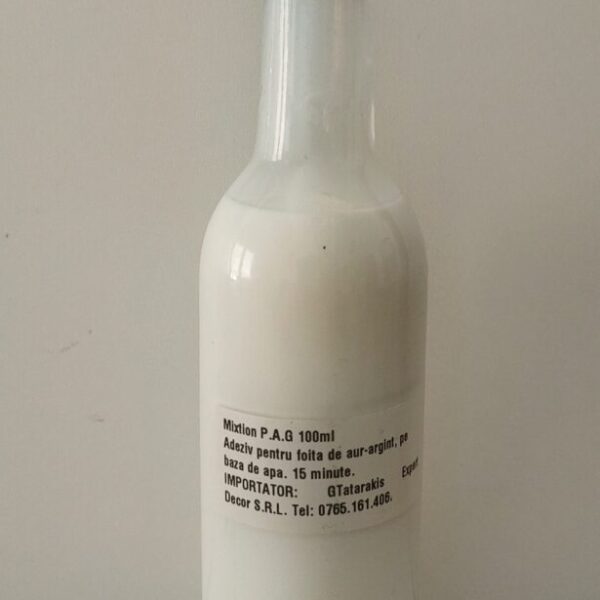 Mixtion P.A.G 100ml
Adeziv pentru foita de aur-argint, pe
baza de apa. 15 minute.
IMPORTATOR: GTatarakis Expert
Decor S.R.L. Tel: 0765.161.406.